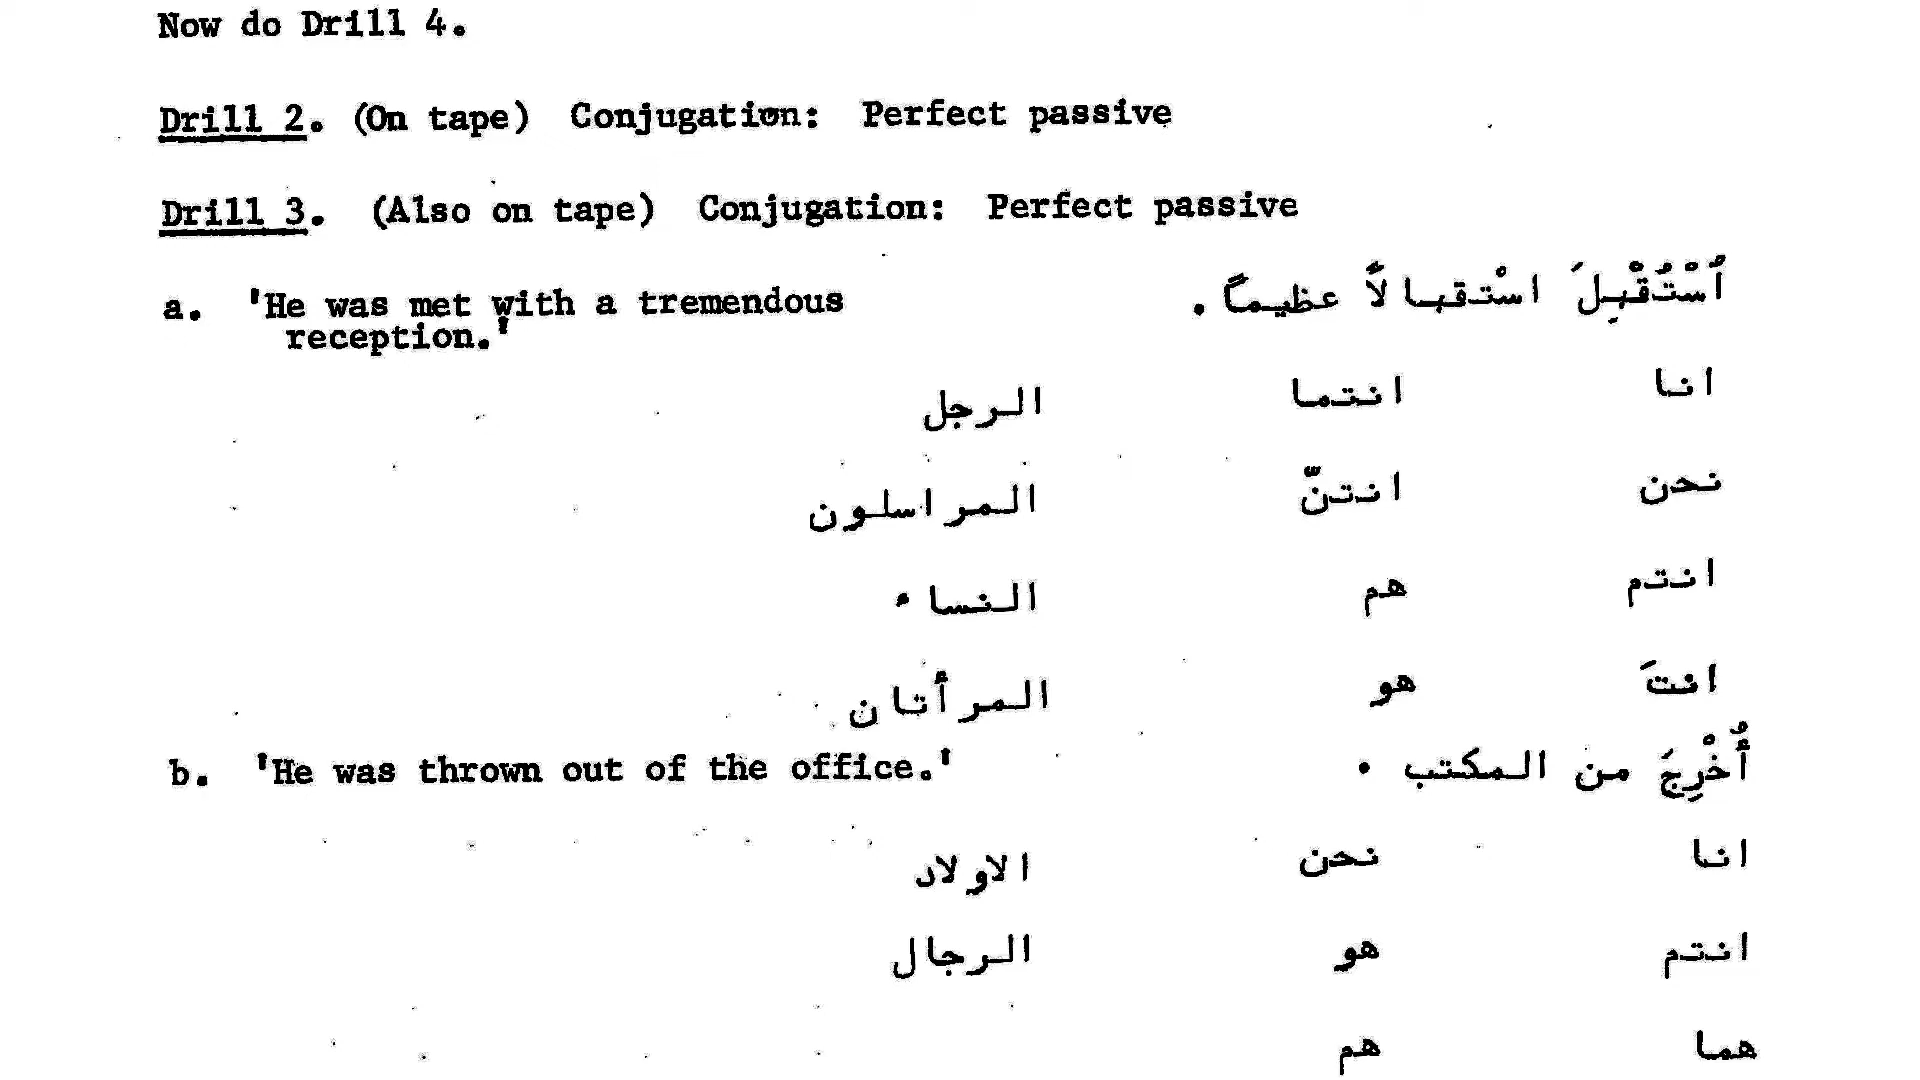 Now do Drill 4.
Drill 2. (On tape) Conjugation: Perfect passive
Drill 3. (Also on tape) Conjugation: Perfect passive
a. 'He was met with a tremendous أُسْتُقْبِلَ اسْتقبالاً عظيماً .
reception.'
انا انتما الرجل
نحن انتنّ المراسلون
انتم هم النساء
انتَ هو المرأتان
b. 'He was thrown out of the office.' أُخْرِجَ من المكتب .
انا نحن الاولاد
انتم هو الرجال
هما هم